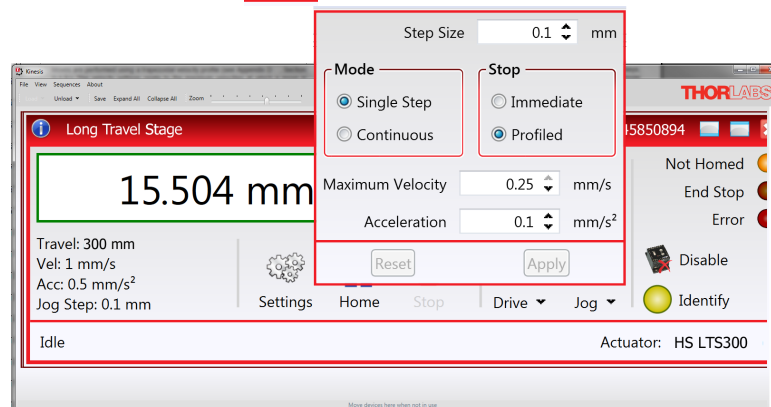 Step Size 0.1 mm
Mode
Single Step
Continuous
Stop
Immediate
Profiled
Maximum Velocity 0.25 mm/s
Acceleration 0.1 mm/s²
Reset Apply
Kinesis
File View Sequences About
Unload Save Expand All Collapse All Zoom
THORLABS
Long Travel Stage
45850894
15.504 mm
Not Homed
End Stop
Error
Travel: 300 mm
Vel: 1 mm/s
Acc: 0.5 mm/s²
Jog Step: 0.1 mm
Settings Home Stop Drive Jog
Disable
Identify
Idle
Actuator: HS LTS300
Move devices here when not in use